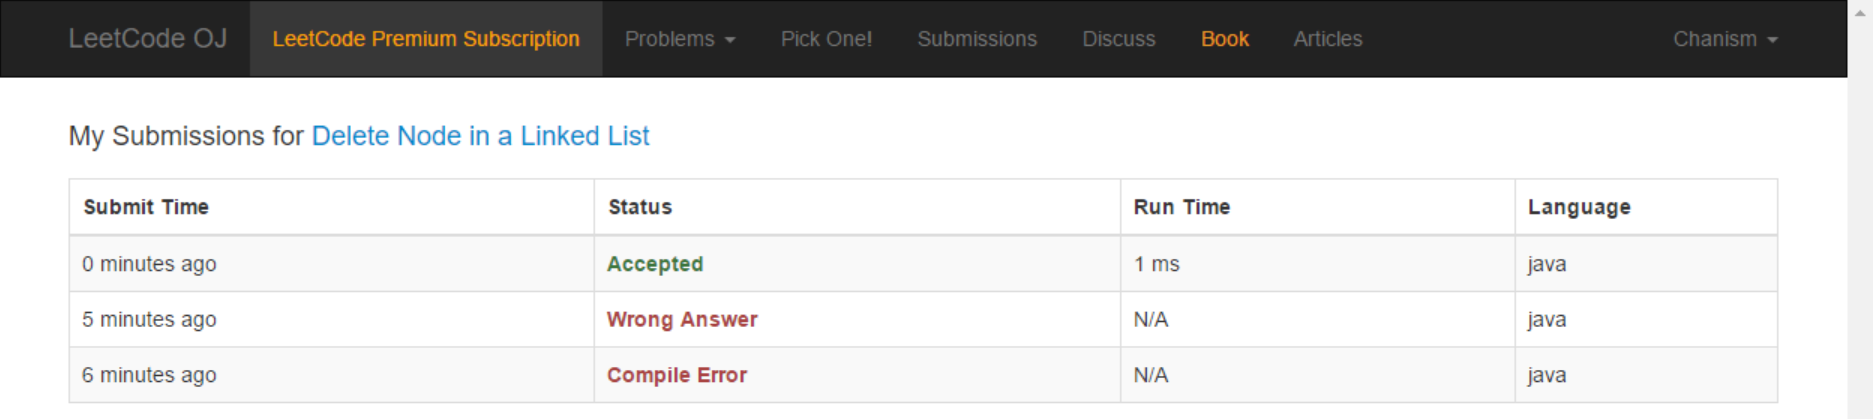 LeetCode OJ LeetCode Premium Subscription Problems Pick One! Submissions Discuss Book Articles Chanism
My Submissions for Delete Node in a Linked List
Submit Time Status Run Time Language
0 minutes ago Accepted 1 ms java
5 minutes ago Wrong Answer N/A java
6 minutes ago Compile Error N/A java